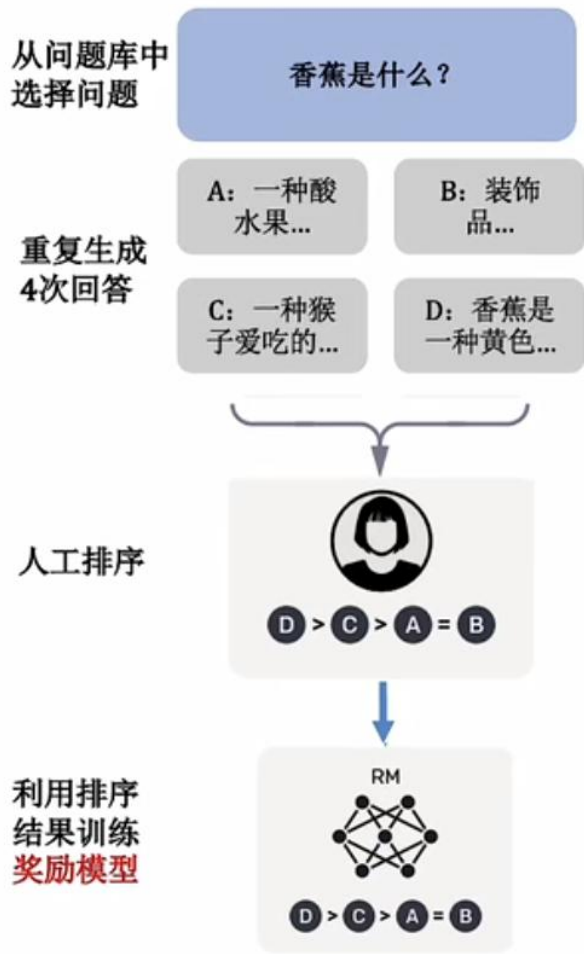 从问题库中
选择问题
香蕉是什么？
重复生成
4次回答
A：一种酸
水果...
B：装饰
品...
C：一种猴
子爱吃的...
D：香蕉是
一种黄色...
人工排序
D > C > A = B
利用排序
结果训练
奖励模型
RM
D > C > A = B